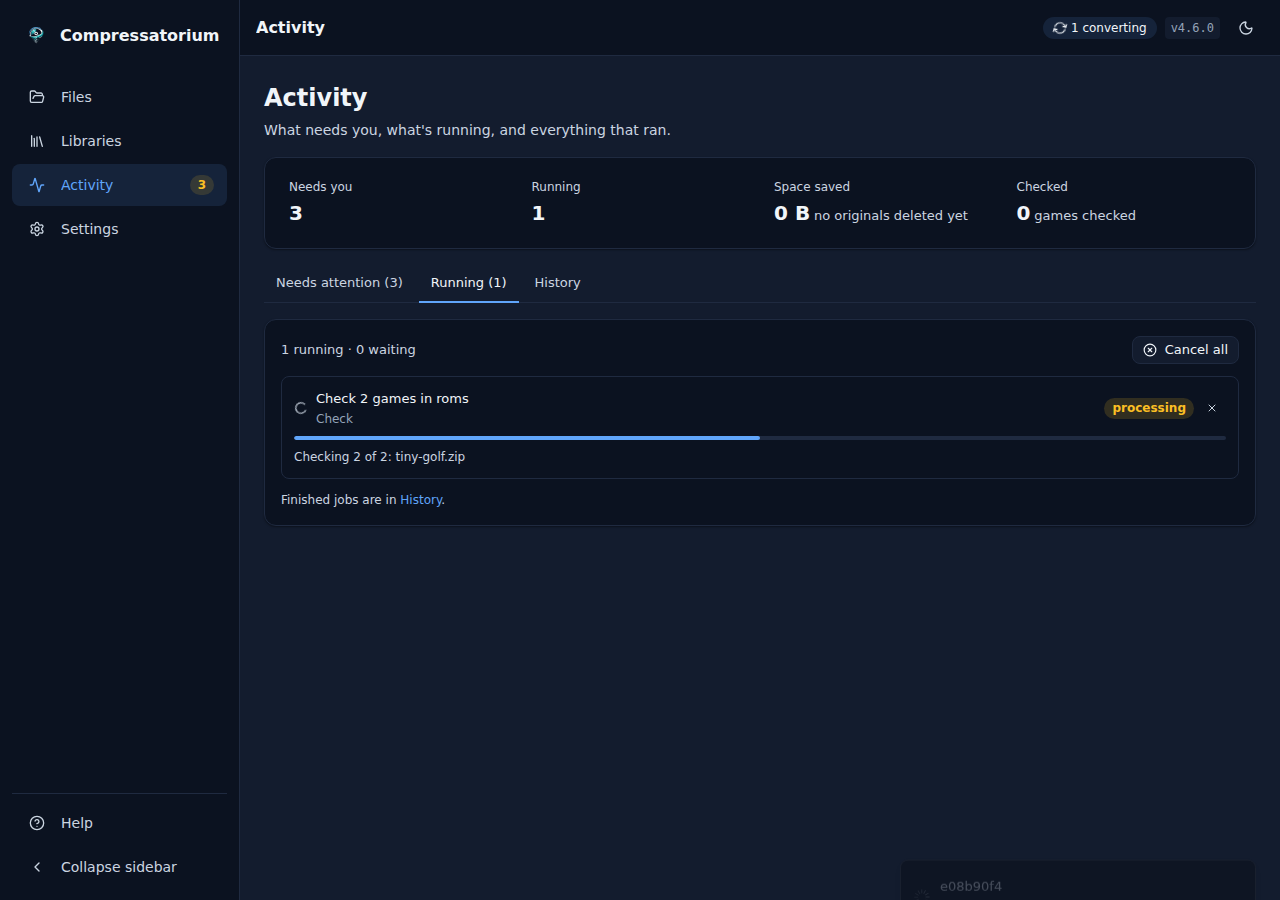 Compressatorium
Activity
1 converting
v4.6.0
Files
Libraries
Activity
3
Settings
Help
Collapse sidebar
Activity
What needs you, what's running, and everything that ran.
Needs you
3
Running
1
Space saved
0 B no originals deleted yet
Checked
0 games checked
Needs attention (3)
Running (1)
History
1 running · 0 waiting
Cancel all
Check 2 games in roms
Check
processing
Checking 2 of 2: tiny-golf.zip
Finished jobs are in History.
e08b90f4